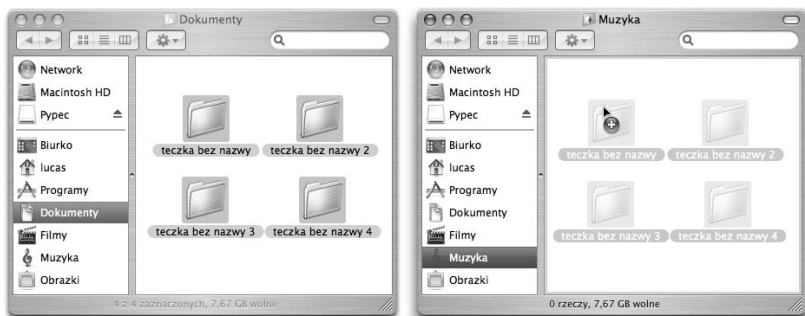 Dokumenty
Network
Macintosh HD
Pypec
Biurko
lucas
Programy
Dokumenty
Filmy
Muzyka
Obrazki
teczka bez nazwy
teczka bez nazwy 2
teczka bez nazwy 3
teczka bez nazwy 4
4 z 4 zaznaczonych, 7,67 GB wolne
Muzyka
Network
Macintosh HD
Pypec
Biurko
lucas
Programy
Dokumenty
Filmy
Muzyka
Obrazki
teczka bez nazwy
teczka bez nazwy 2
teczka bez nazwy 3
teczka bez nazwy 4
0 rzeczy, 7,67 GB wolne